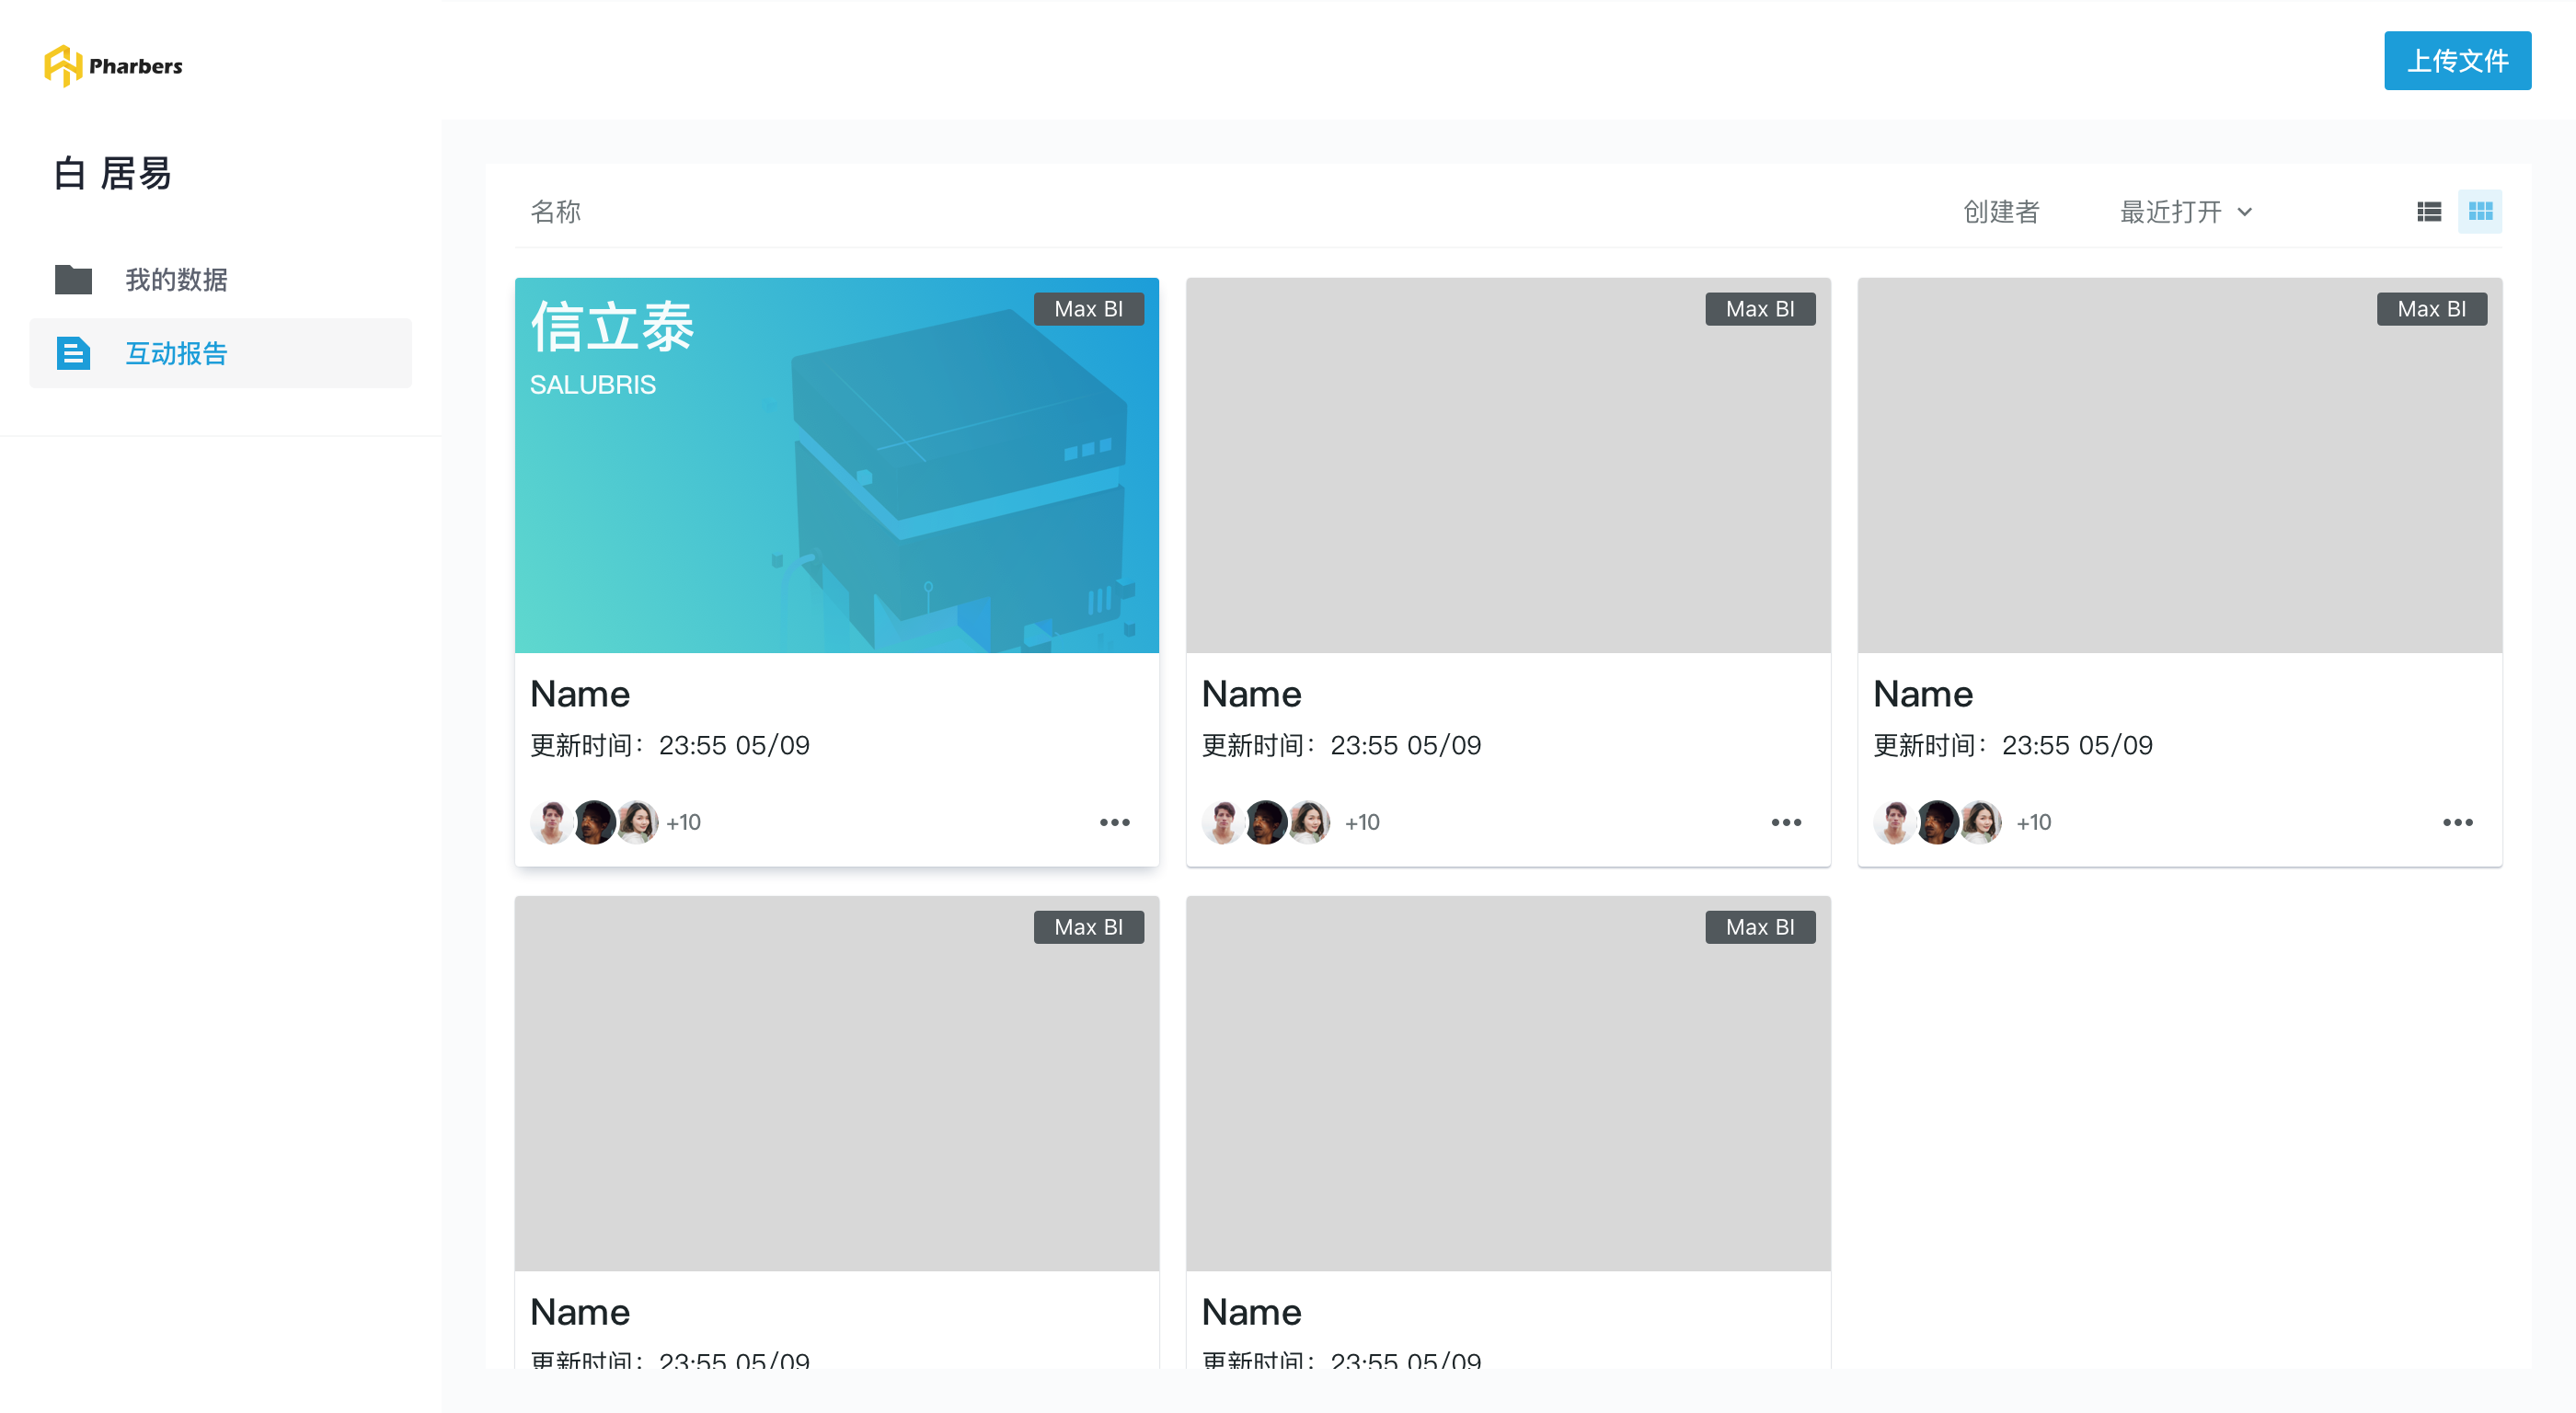 Pharbers
上传文件
白 居易
我的数据
互动报告
名称
创建者
最近打开
信立泰
SALUBRIS
Max BI
Name
更新时间：23:55 05/09
+10
Max BI
Name
更新时间：23:55 05/09
+10
Max BI
Name
更新时间：23:55 05/09
+10
Max BI
Name
更新时间：23:55 05/09
Max BI
Name
更新时间：23:55 05/09